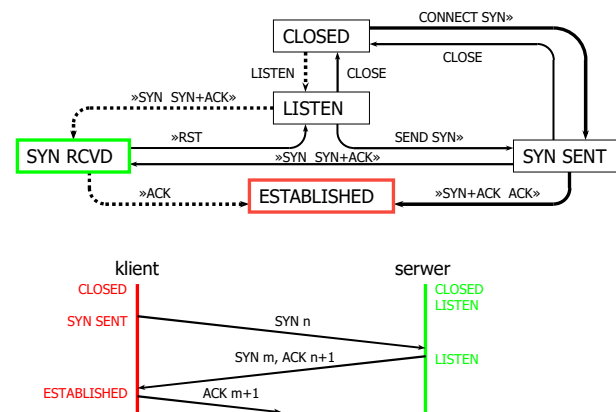 CONNECT SYN»
CLOSED
CLOSE
LISTEN
CLOSE
»SYN SYN+ACK»
LISTEN
»RST
SEND SYN»
SYN RCVD
»SYN SYN+ACK»
SYN SENT
»ACK
ESTABLISHED
»SYN+ACK ACK»
klient
serwer
CLOSED
CLOSED
LISTEN
SYN SENT
SYN n
SYN m, ACK n+1
LISTEN
ESTABLISHED
ACK m+1